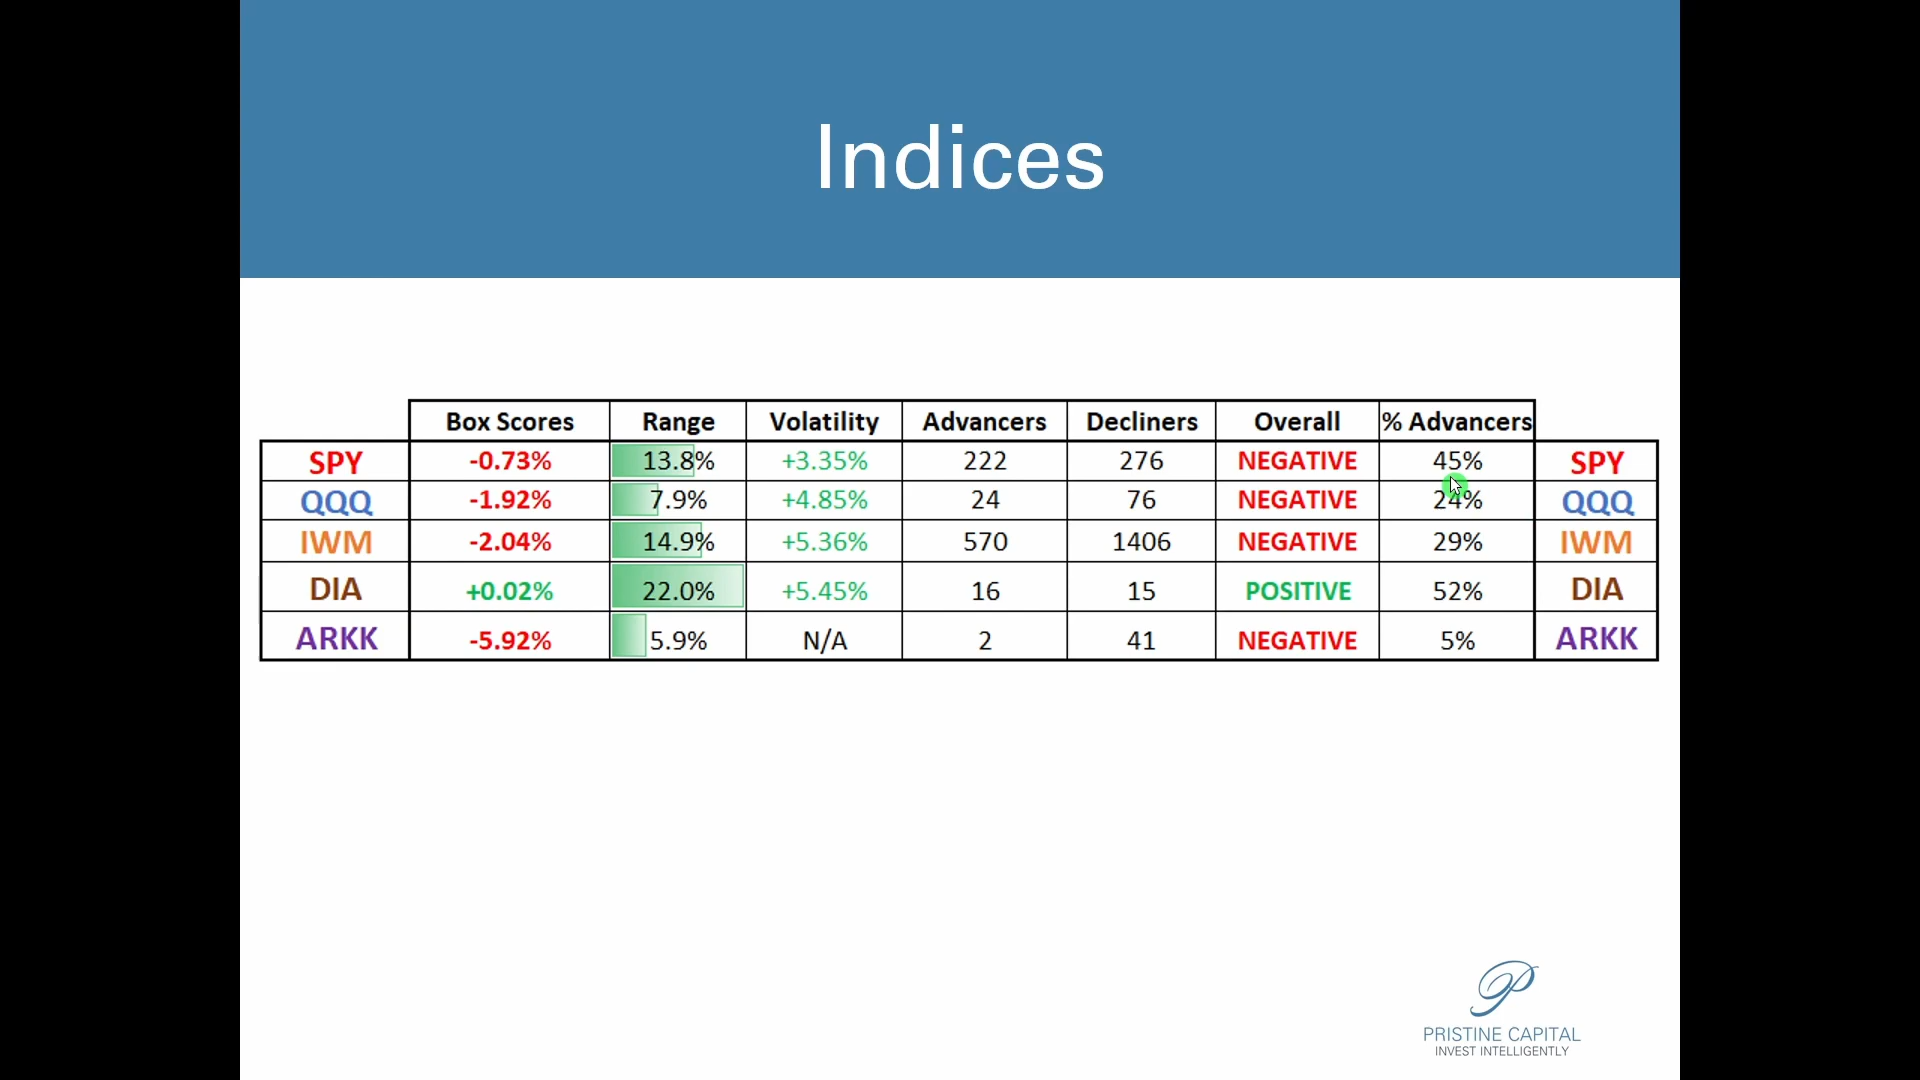 Indices
Box Scores Range Volatility Advancers Decliners Overall % Advancers
SPY -0.73% 13.8% +3.35% 222 276 NEGATIVE 45% SPY
QQQ -1.92% 7.9% +4.85% 24 76 NEGATIVE 24% QQQ
IWM -2.04% 14.9% +5.36% 570 1406 NEGATIVE 29% IWM
DIA +0.02% 22.0% +5.45% 16 15 POSITIVE 52% DIA
ARKK -5.92% 5.9% N/A 2 41 NEGATIVE 5% ARKK
PRISTINE CAPITAL
INVEST INTELLIGENTLY